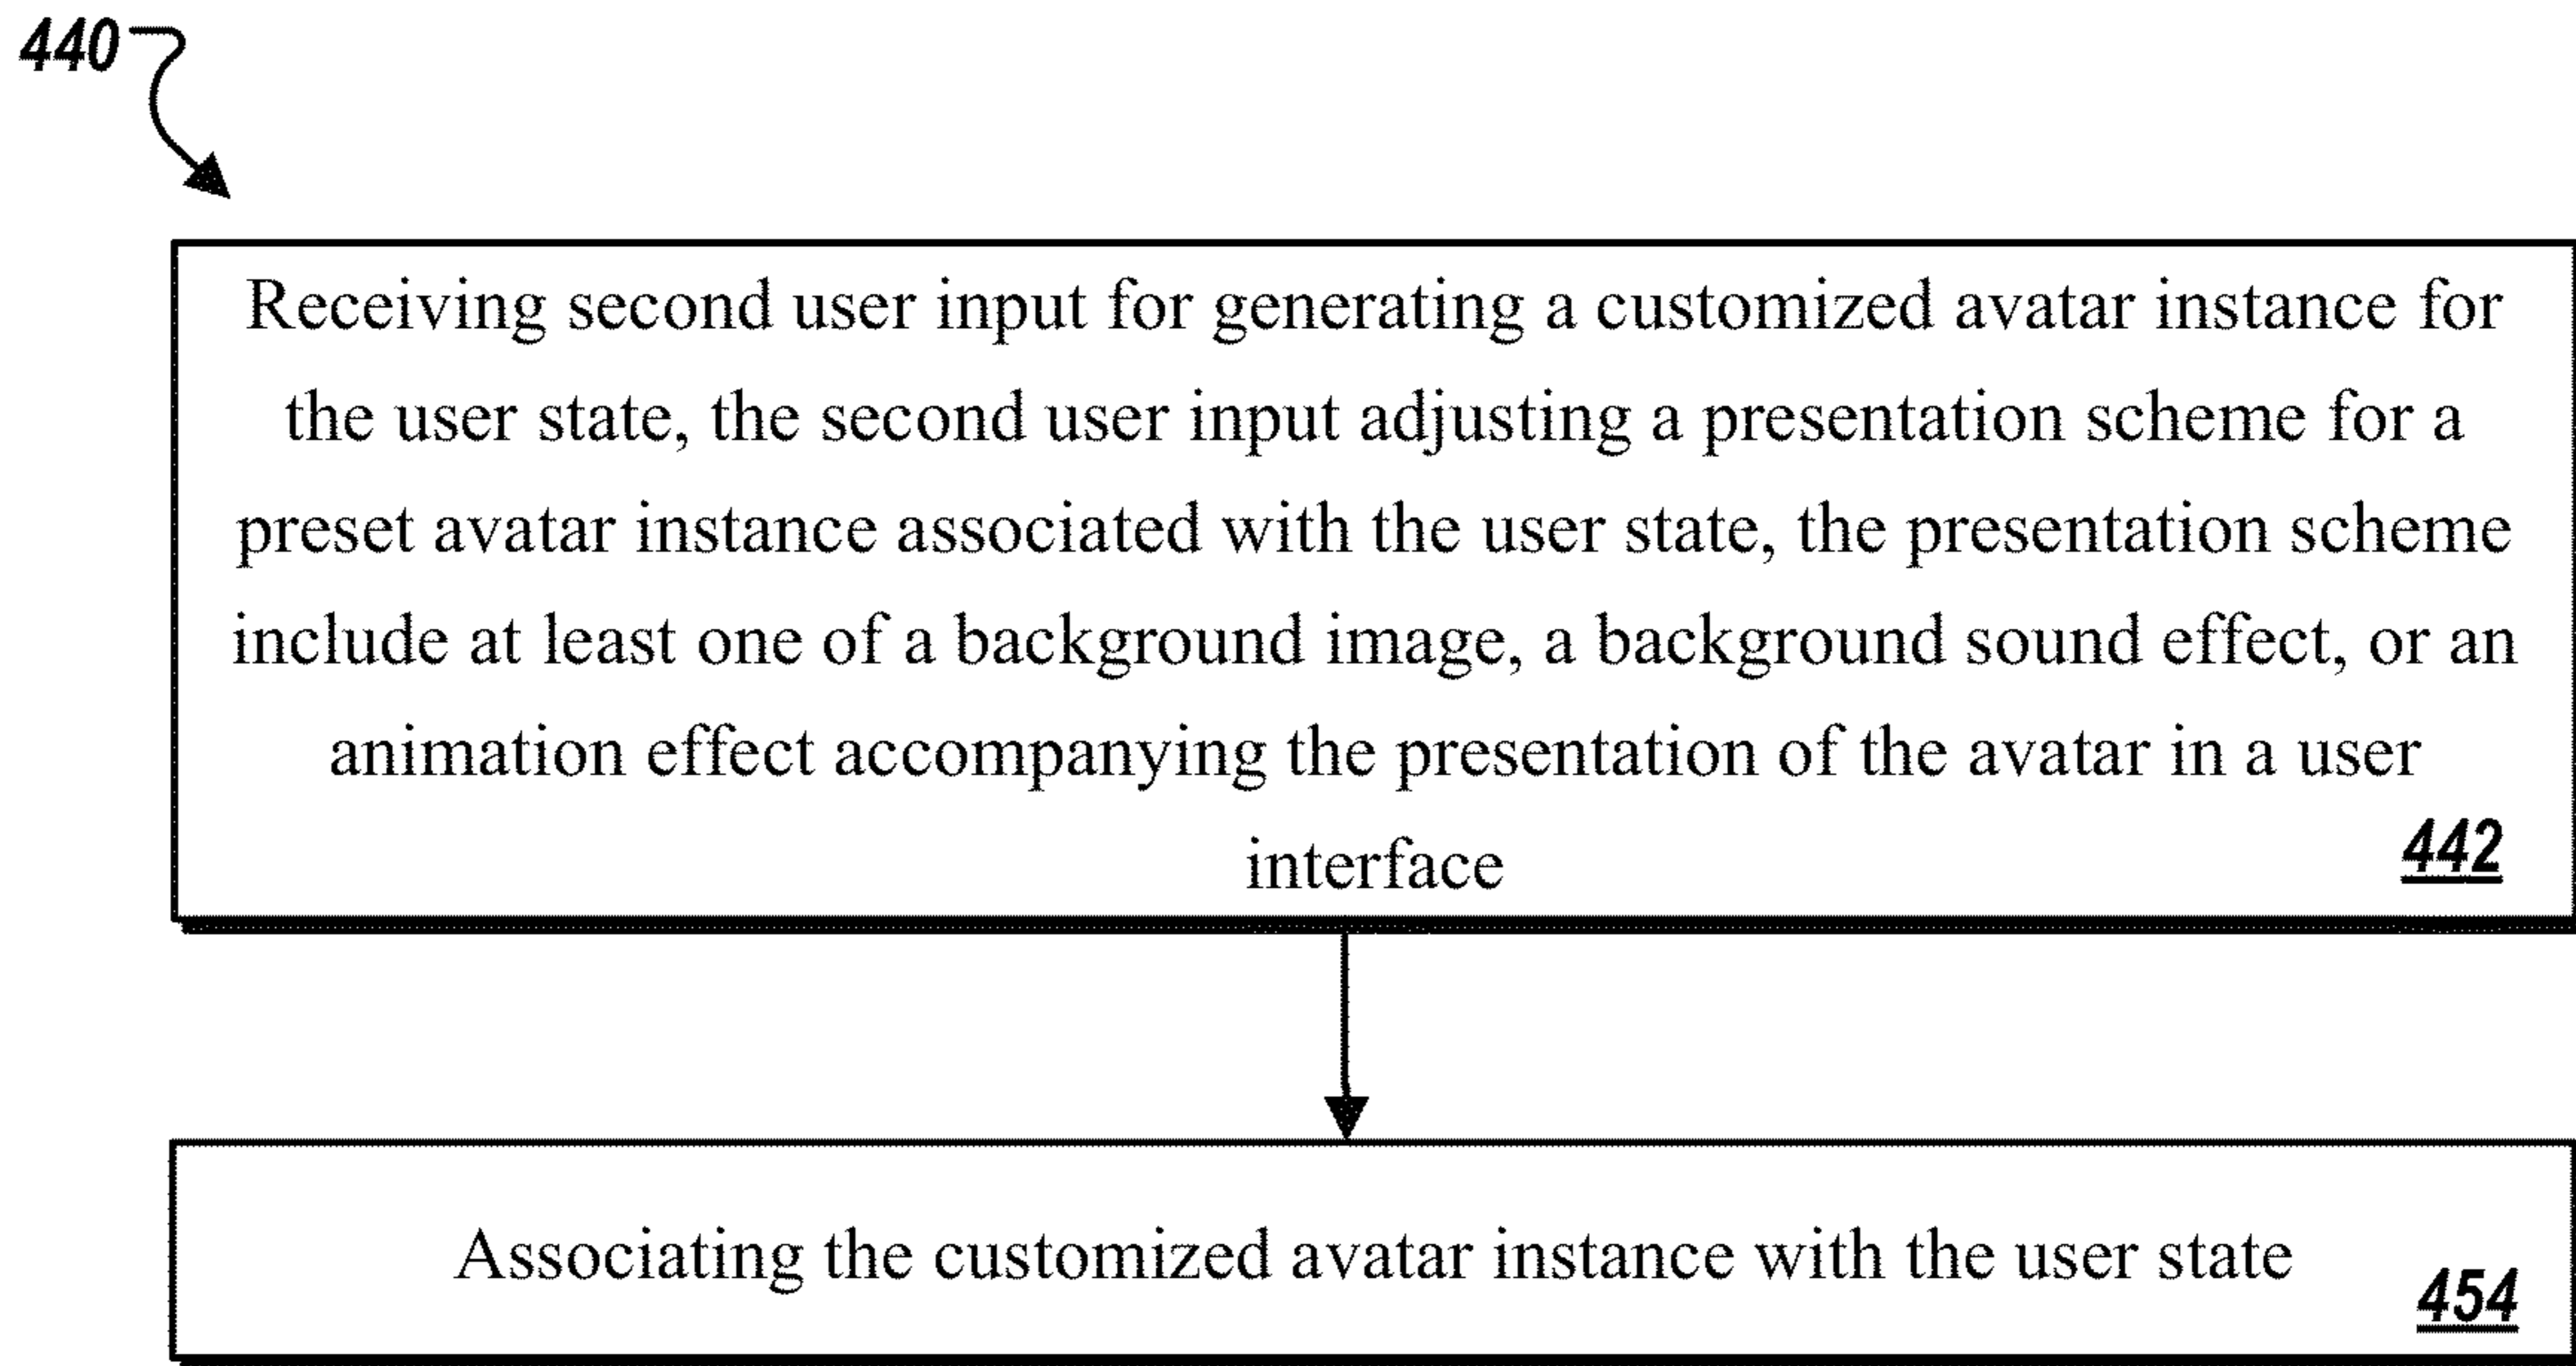 440
Receiving second user input for generating a customized avatar instance for
the user state, the second user input adjusting a presentation scheme for a
preset avatar instance associated with the user state, the presentation scheme
include at least one of a background image, a background sound effect, or an
animation effect accompanying the presentation of the avatar in a user
interface
442
Associating the customized avatar instance with the user state
454